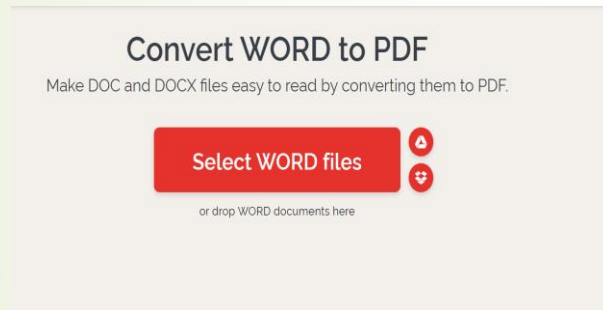 Convert WORD to PDF
Make DOC and DOCX files easy to read by converting them to PDF.
Select WORD files
or drop WORD documents here